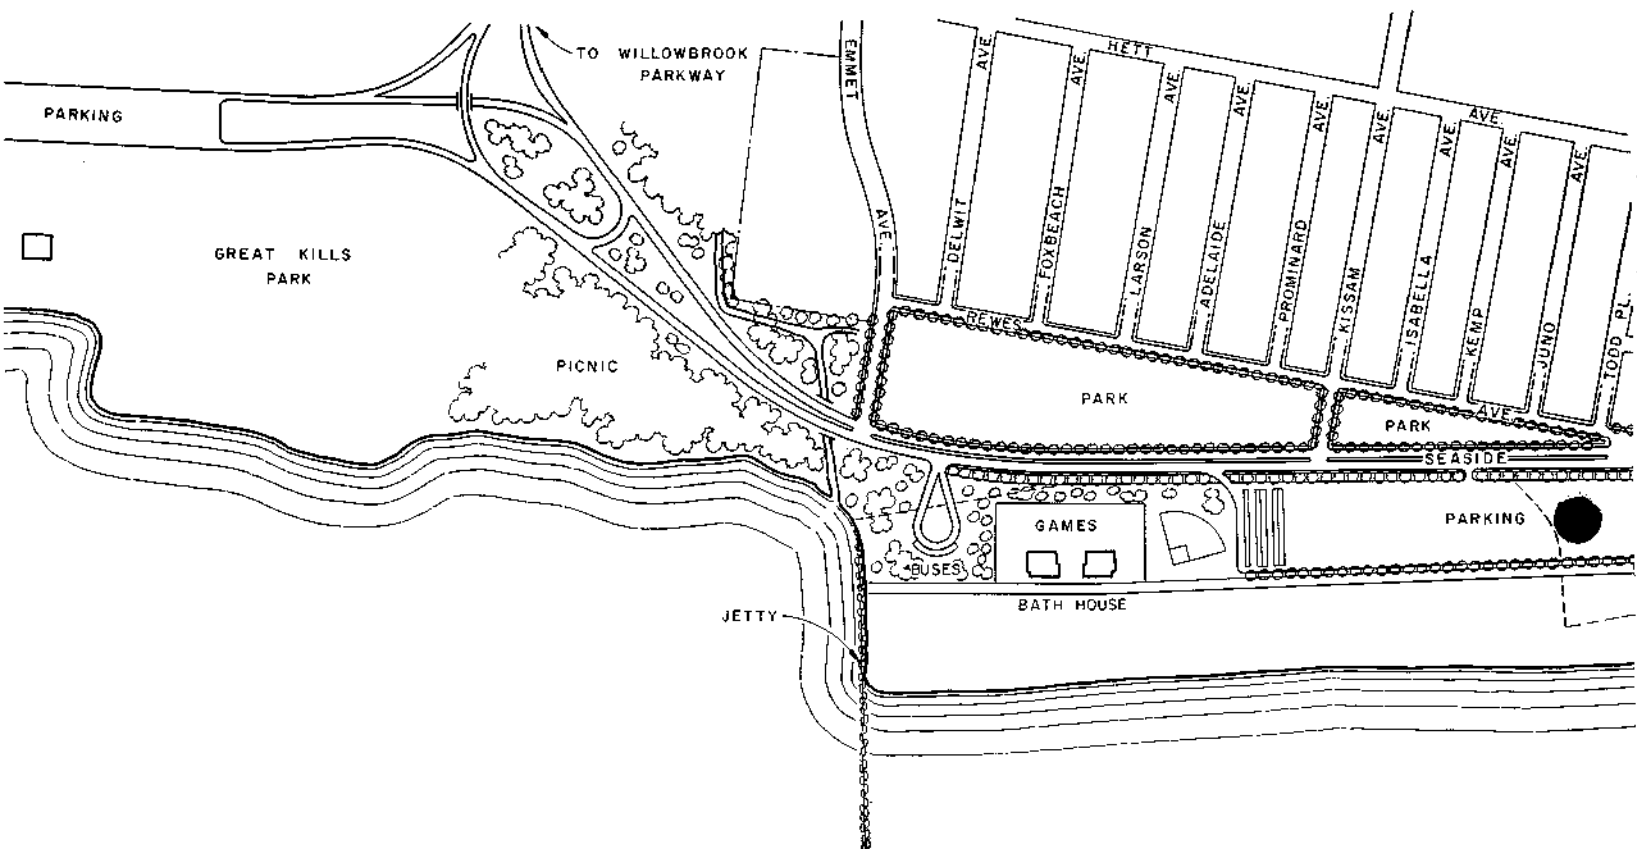 TO WILLOWBROOK
PARKWAY
PARKING
GREAT KILLS
PARK
PICNIC
EMMET
AVE.
HETT
AVE.
DELWIT
AVE.
FOXBEACH
AVE.
LARSON
AVE.
ADELAIDE
AVE.
PROMINARD
AVE.
KISSAM
AVE.
ISABELLA
AVE.
KEMP
AVE.
JUNO
AVE.
TODD PL.
REWES
AVE.
PARK
PARK
SEASIDE
GAMES
PARKING
BUSES
BATH HOUSE
JETTY